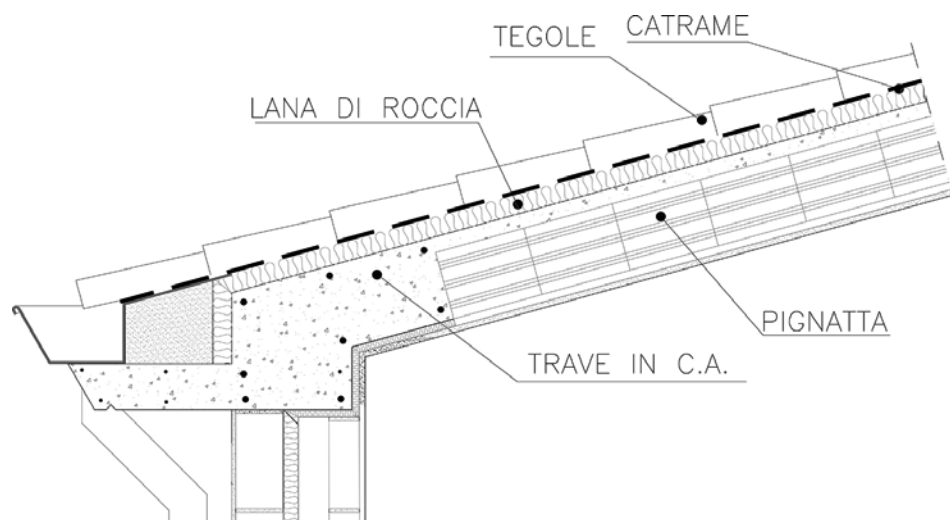 CATRAME
TEGOLE
LANA DI ROCCIA
PIGNATTA
TRAVE IN C.A.